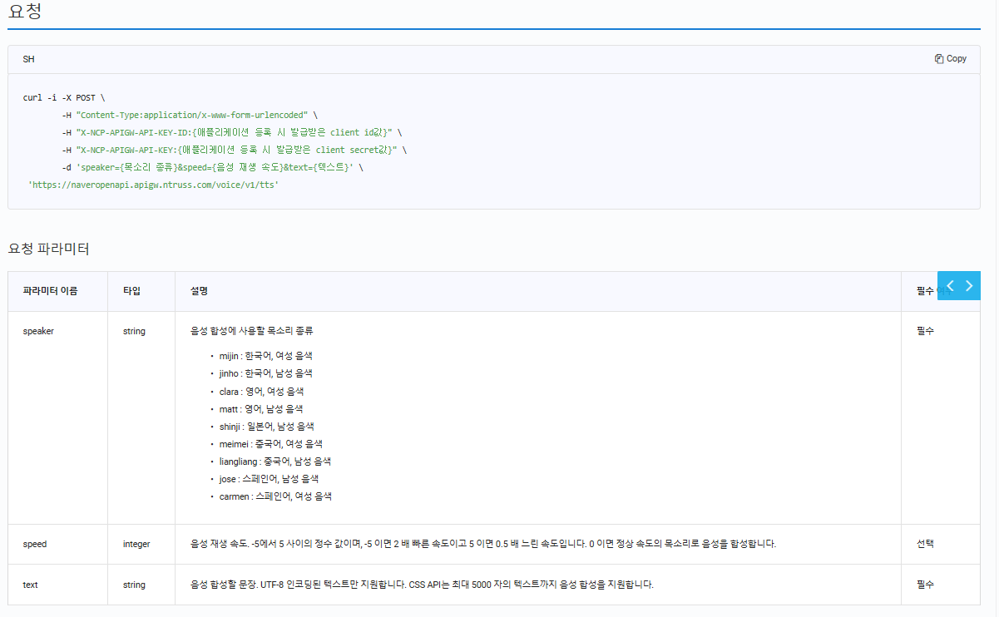 요청
SH
Copy
curl -i -X POST \
-H "Content-Type:application/x-www-form-urlencoded" \
-H "X-NCP-APIGW-API-KEY-ID:{애플리케이션 등록 시 발급받은 client id값}" \
-H "X-NCP-APIGW-API-KEY:{애플리케이션 등록 시 발급받은 client secret값}" \
-d 'speaker={목소리 종류}&speed={음성 재생 속도}&text={텍스트}' \
'https://naveropenapi.apigw.ntruss.com/voice/v1/tts'
요청 파라미터
파라미터 이름 타입 설명 필수
speaker string 음성 합성에 사용할 목소리 종류 필수
• mijin : 한국어, 여성 음색
• jinho : 한국어, 남성 음색
• clara : 영어, 여성 음색
• matt : 영어, 남성 음색
• shinji : 일본어, 남성 음색
• meimei : 중국어, 여성 음색
• liangliang : 중국어, 남성 음색
• jose : 스페인어, 남성 음색
• carmen : 스페인어, 여성 음색
speed integer 음성 재생 속도. -5에서 5 사이의 정수 값이며, -5 이면 2 배 빠른 속도이고 5 이면 0.5 배 느린 속도입니다. 0 이면 정상 속도의 목소리로 음성을 합성합니다. 선택
text string 음성 합성할 문장. UTF-8 인코딩된 텍스트만 지원합니다. CSS API는 최대 5000 자의 텍스트까지 음성 합성을 지원합니다. 필수